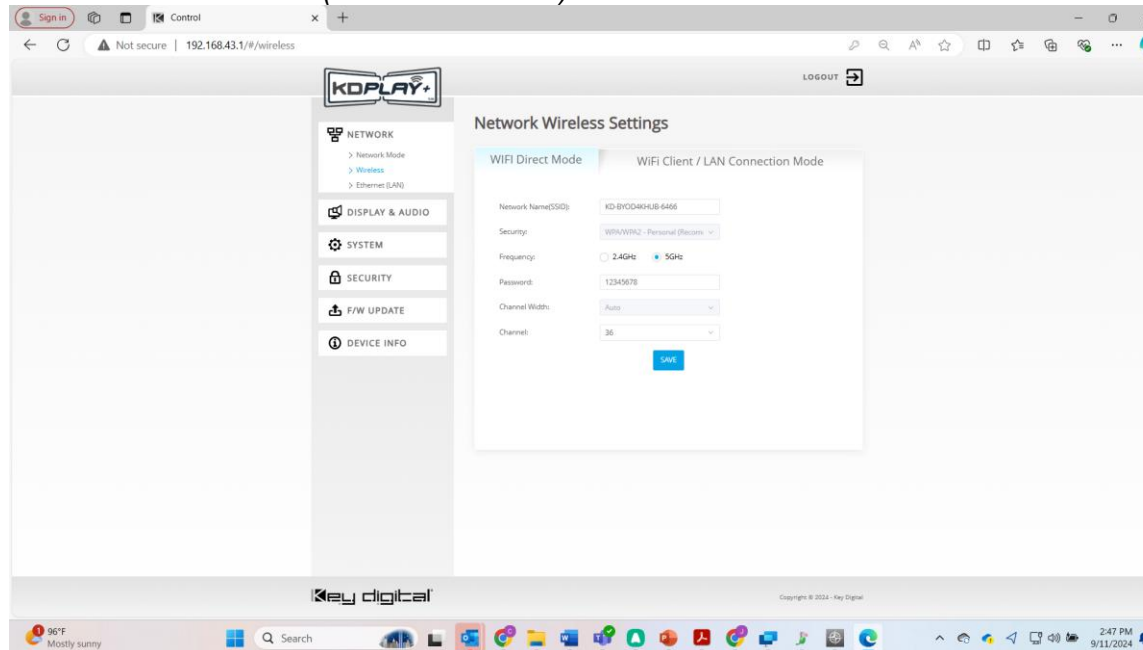 Sign in
Control
Not secure | 192.168.43.1/#/wireless
KDPLAY+
LOGOUT
NETWORK
> Network Mode
> Wireless
> Ethernet (LAN)
DISPLAY & AUDIO
SYSTEM
SECURITY
F/W UPDATE
DEVICE INFO
Network Wireless Settings
WIFI Direct Mode
WiFi Client / LAN Connection Mode
Network Name(SSID): KD-BYOD4KHUB-6466
Security: WPA/WPA2 - Personal (Recom
Frequency: 2.4GHz 5GHz
Password: 12345678
Channel Width: Auto
Channel: 36
SAVE
Key digital
Copyright © 2024 - Key Digital
1
96°F
Mostly sunny
Search
2:47 PM
9/11/2024